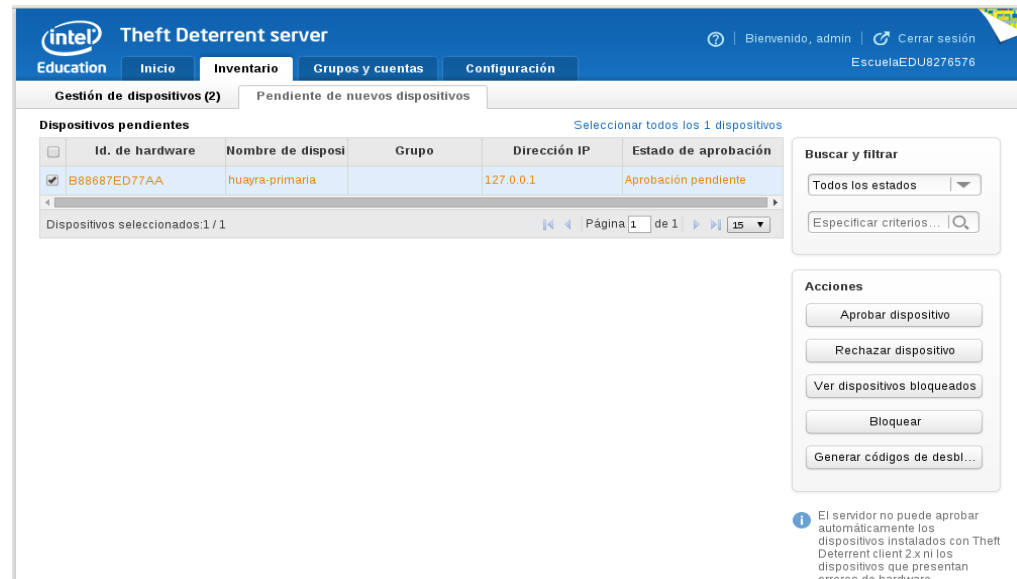 intel Theft Deterrent server
Bienvenido, admin | Cerrar sesión
Education Inicio Inventario Grupos y cuentas Configuración
EscuelaEDU8276576
Gestión de dispositivos (2) Pendiente de nuevos dispositivos
Dispositivos pendientes Seleccionar todos los 1 dispositivos
Id. de hardware Nombre de disposi Grupo Dirección IP Estado de aprobación
B88687ED77AA huayra-primaria 127.0.0.1 Aprobación pendiente
Dispositivos seleccionados:1 / 1 Página 1 de 1 15
Buscar y filtrar
Todos los estados
Especificar criterios...
Acciones
Aprobar dispositivo
Rechazar dispositivo
Ver dispositivos bloqueados
Bloquear
Generar códigos de desbl...
El servidor no puede aprobar
automáticamente los
dispositivos instalados con Theft
Deterrent client 2.x ni los
dispositivos que presentan
errores de hardware